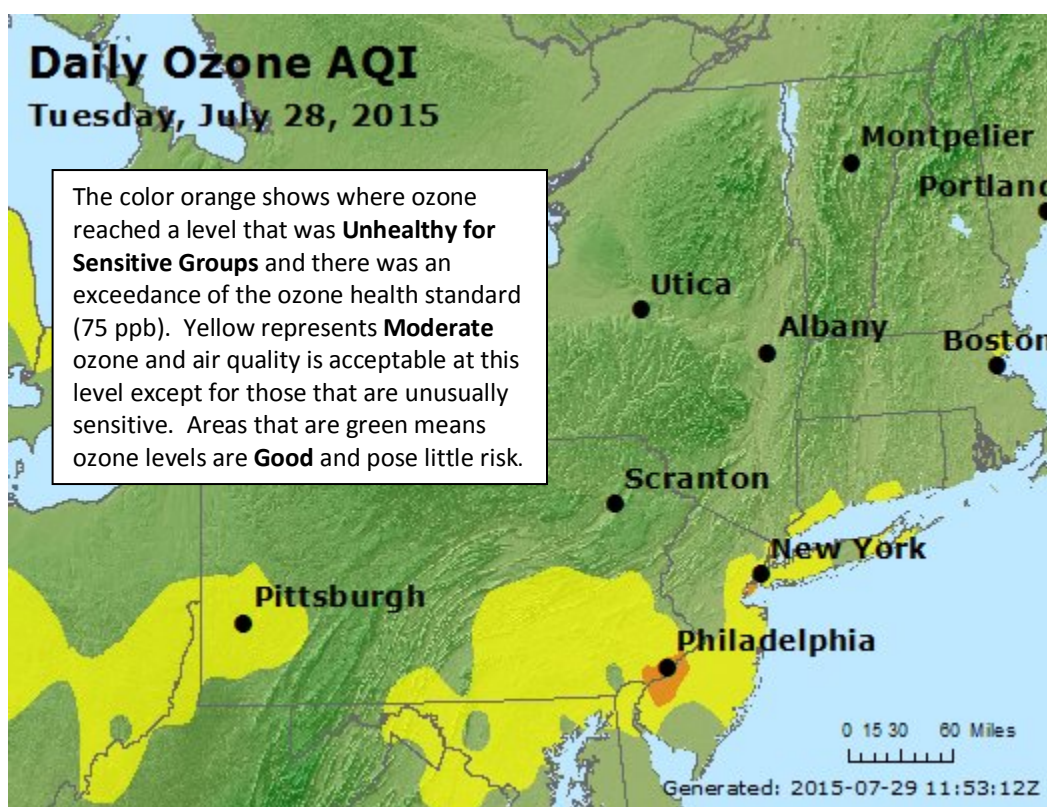 Daily Ozone AQI
Tuesday, July 28, 2015
The color orange shows where ozone
reached a level that was Unhealthy for
Sensitive Groups and there was an
exceedance of the ozone health standard
(75 ppb). Yellow represents Moderate
ozone and air quality is acceptable at this
level except for those that are unusually
sensitive. Areas that are green means
ozone levels are Good and pose little risk.
Montpelier
Portland
Utica
Albany
Boston
Scranton
New York
Pittsburgh
Philadelphia
0 15 30 60 Miles
Generated: 2015-07-29 11:53:12Z